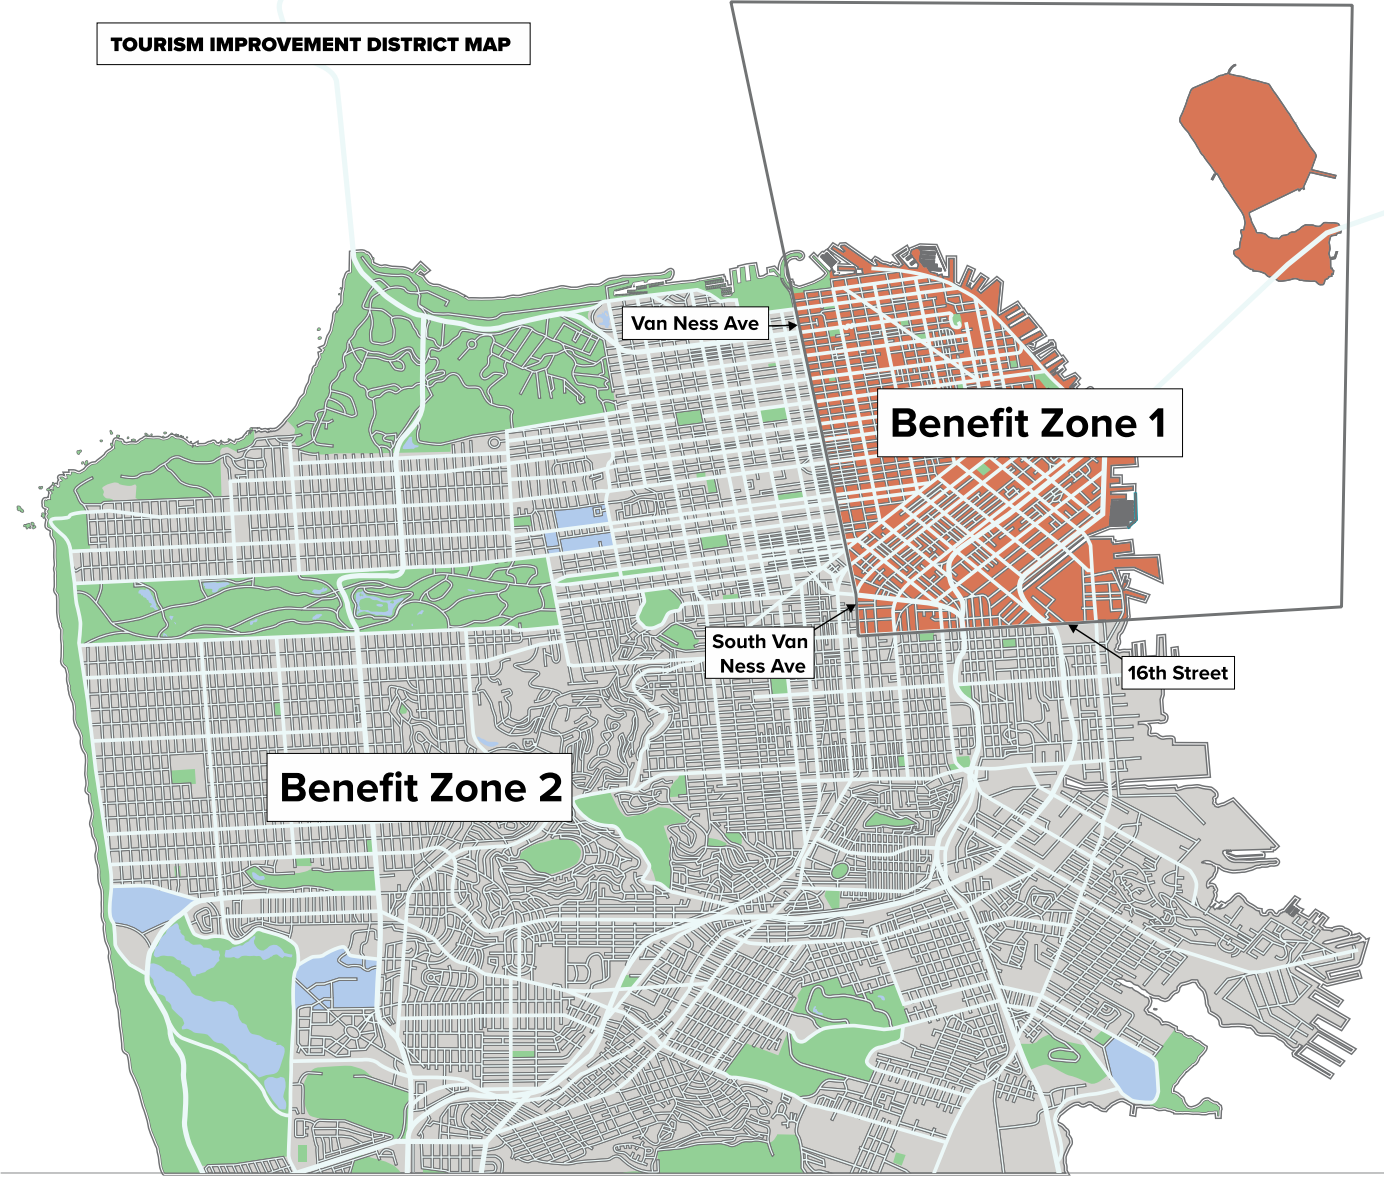 TOURISM IMPROVEMENT DISTRICT MAP
Van Ness Ave
Benefit Zone 1
South Van
Ness Ave
16th Street
Benefit Zone 2